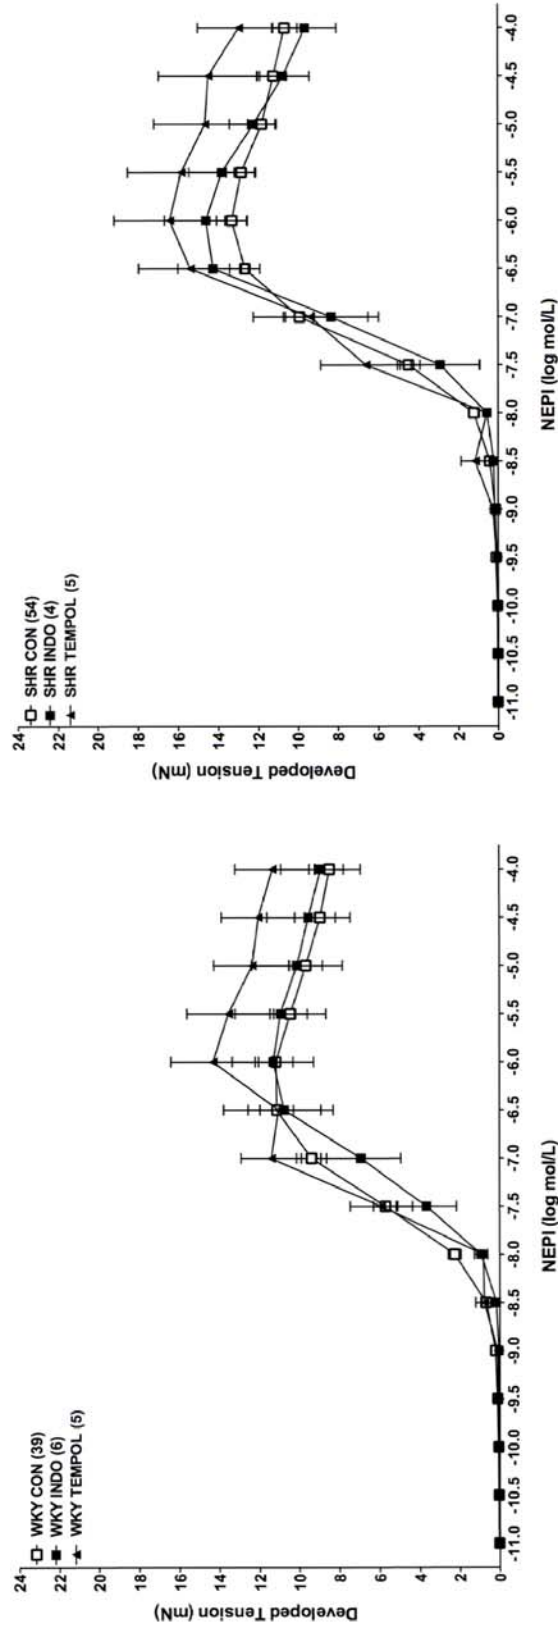 WKY CON (39)
WKY INDO (6)
WKY TEMPOL (5)
24
22
20
18
16
14
12
10
8
6
4
2
0
Developed Tension (mN)
-11.0 -10.5 -10.0 -9.5 -9.0 -8.5 -8.0 -7.5 -7.0 -6.5 -6.0 -5.5 -5.0 -4.5 -4.0
NEPI (log mol/L)
SHR CON (54)
SHR INDO (4)
SHR TEMPOL (5)
24
22
20
18
16
14
12
10
8
6
4
2
0
Developed Tension (mN)
-11.0 -10.5 -10.0 -9.5 -9.0 -8.5 -8.0 -7.5 -7.0 -6.5 -6.0 -5.5 -5.0 -4.5 -4.0
NEPI (log mol/L)